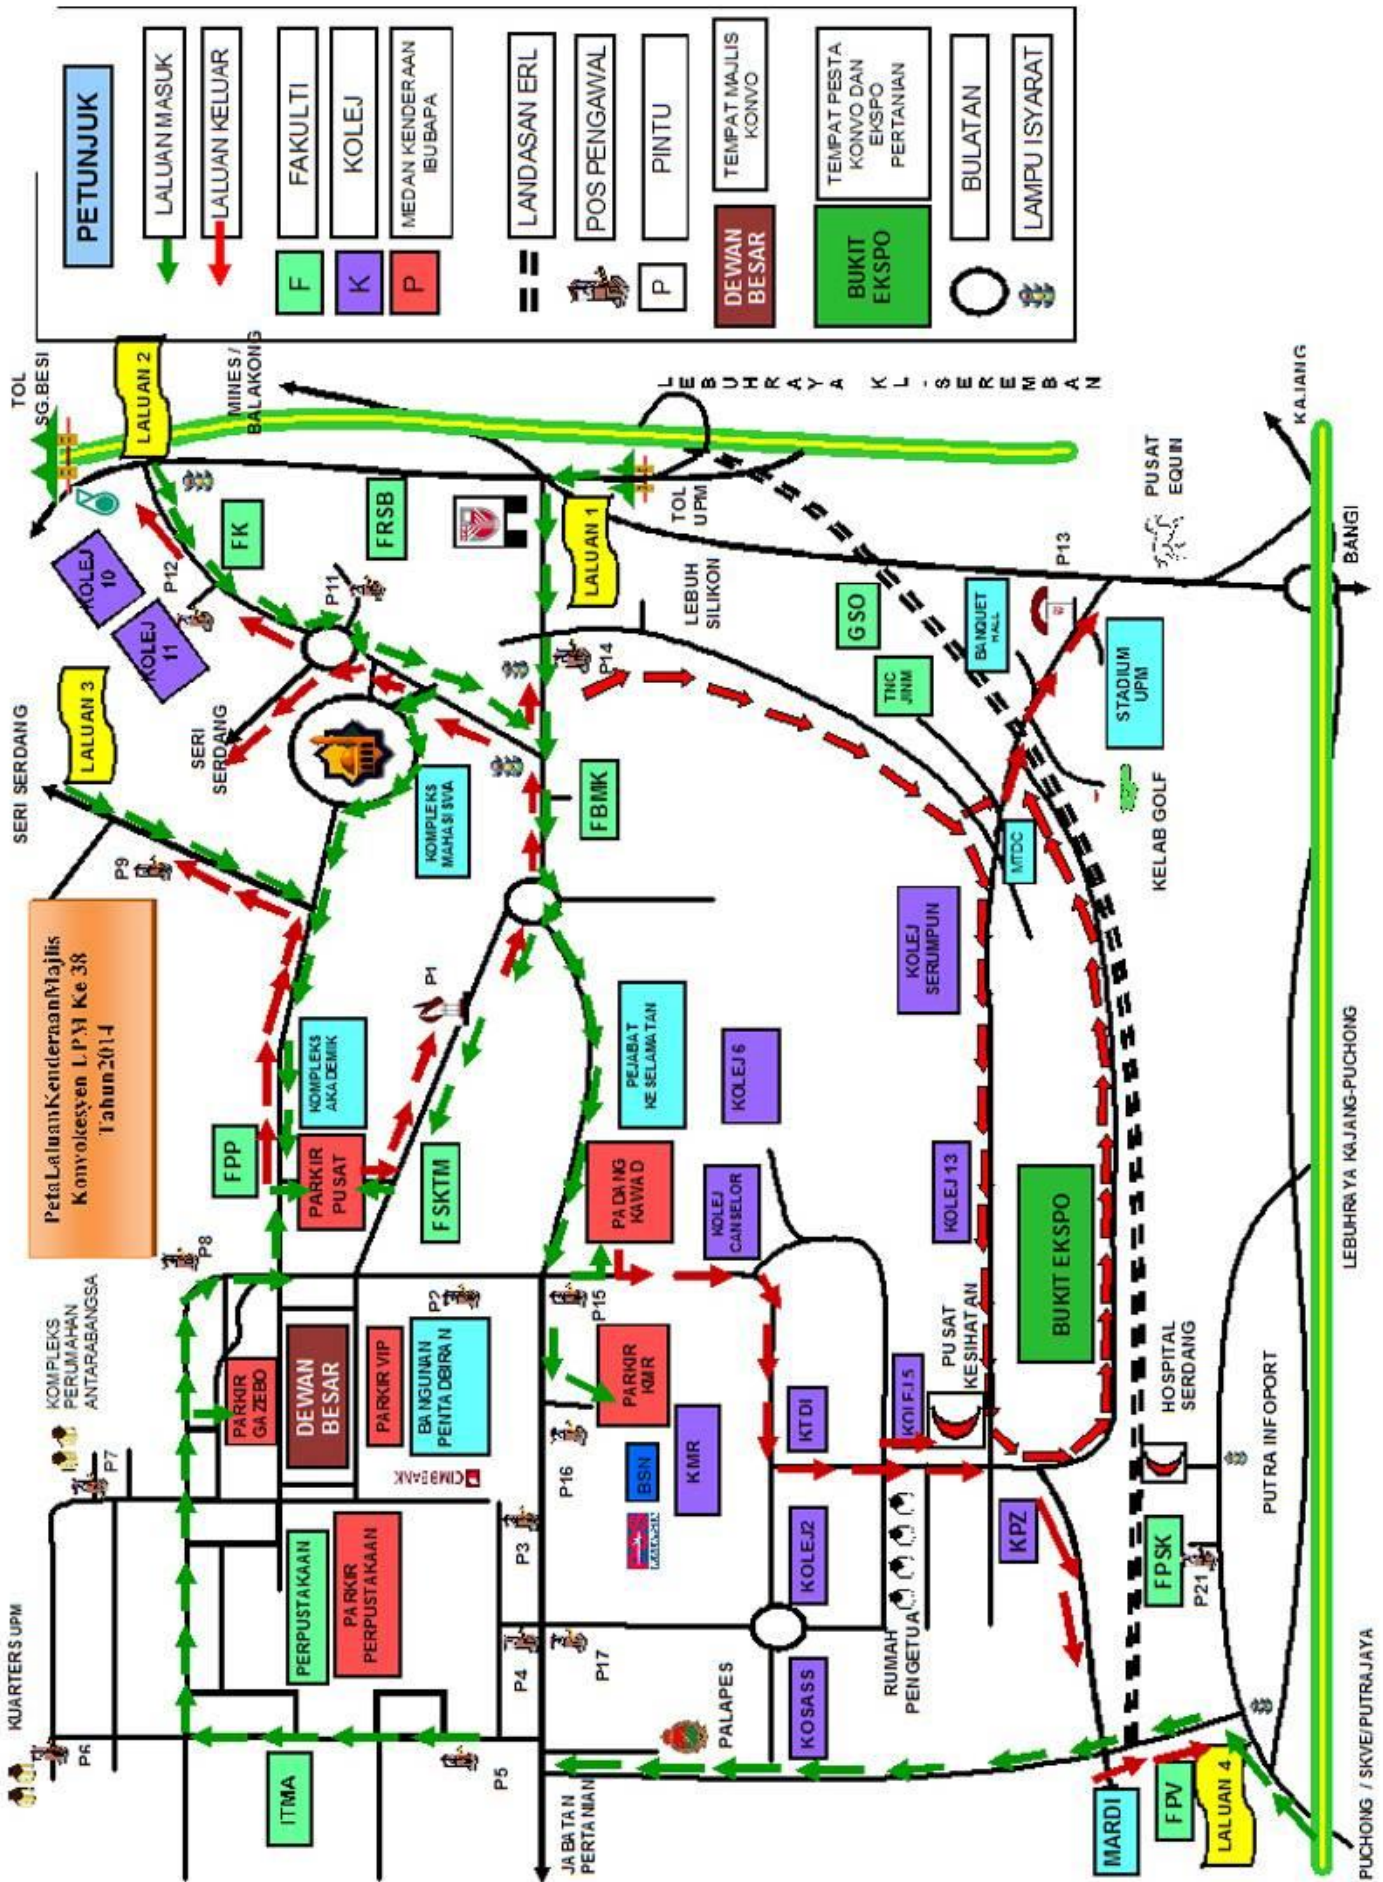 Peta Laluan Kenderaan Majlis
Konvokesyen UPM Ke 38
Tahun 2014
KUARTERS UPM
P6
KOMPLEKS
PERUMAHAN
ANTARABANGSA
P7
P8
SERI SERDANG
LALUAN 3
P9
SERI
SERDANG
KOLEJ
10
KOLEJ
11
P12
P11
TOL
SG.BESI
LALUAN 2
MINES /
BALAKONG
FK
FRSB
ITMA
PERPUSTAKAAN
PARKIR
PERPUSTAKAAN
PARKIR
GAZEBO
DEWAN
BESAR
PARKIR VIP
BANGUNAN
PENTADBIRAN
CIMB BANK
P2
FPP
PARKIR
PUSAT
KOMPLEKS
AKADEMIK
FSKTM
P1
KOMPLEKS
MAHASISWA
P5
P4
P3
P17
P16
P15
P14
JABATAN
PERTANIAN
PALAPES
BSN
KMR
PARKIR
KMR
PADANG
KAWAD
PEJABAT
KESELAMATAN
FBMK
LALUAN 1
TOL
UPM
LEBUH
SILIKON
LEBUHRAYA KL-SEREMBAN
KOSASS
KOLEJ2
KTDI
KOLEJ
CANSELOR
KOLEJ 6
RUMAH
PENGETUA
KOLEJ 5
PUSAT
KESIHATAN
KOLEJ 13
KOLEJ
SERUMPUN
TNC
JINM
GSO
BANQUET
HALL
MTDC
P13
STADIUM
UPM
PUSAT
EQUIN
KELAB GOLF
KPZ
BUKIT EKSPO
MARDI
FPV
LALUAN 4
FPSK
P21
HOSPITAL
SERDANG
PUTRA INFOPORT
LEBUHRAYA KAJANG-PUCHONG
PUCHONG / SKVE/PUTRAJAYA
BANGI
KAJANG
PETUNJUK
LALUAN MASUK
LALUAN KELUAR
F
FAKULTI
K
KOLEJ
P
MEDAN KENDERAAN
IBUBAPA
LANDASAN ERL
POS PENGAWAL
P
PINTU
DEWAN
BESAR
TEMPAT MAJLIS
KONVO
BUKIT
EKSPO
TEMPAT PESTA
KONVO DAN
EKSPO
PERTANIAN
BULATAN
LAMPU ISYARAT